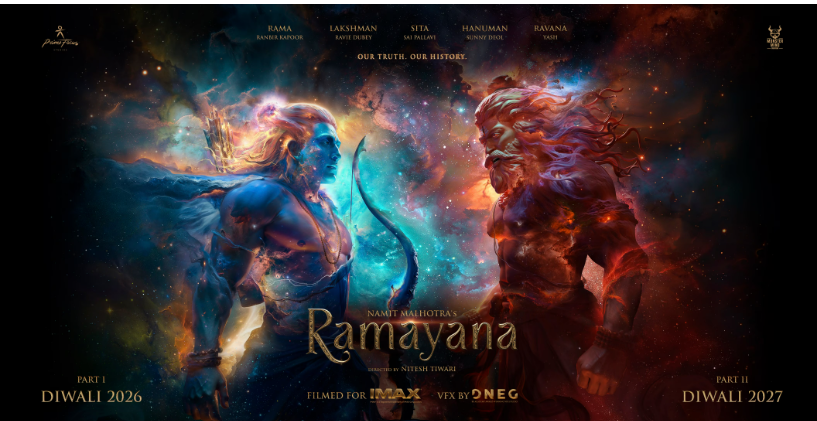 Prime Focus
RAMA
RANBIR KAPOOR
LAKSHMAN
RAVIE DUBEY
SITA
SAI PALLAVI
HANUMAN
SUNNY DEOL
RAVANA
YASH
OUR TRUTH. OUR HISTORY.
NAMIT MALHOTRA's
Ramayana
DIRECTED BY NITESH TIWARI
FILMED FOR IMAX VFX BY DNEG
PART I
DIWALI 2026
PART II
DIWALI 2027